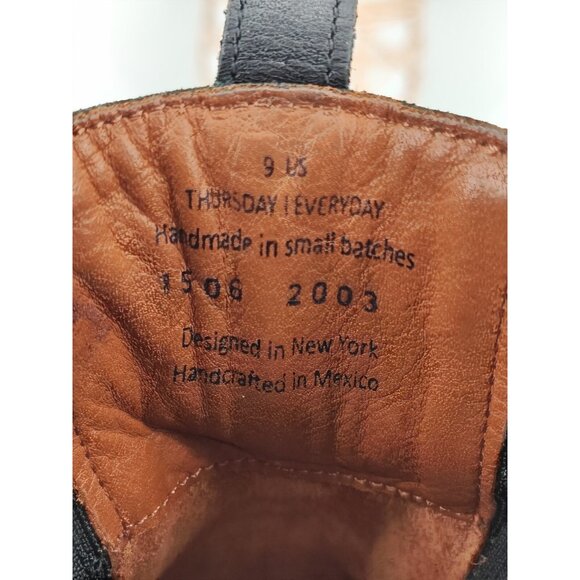 9 US
THURSDAY | EVERYDAY
Handmade in small batches
1506 2003
Designed in New York
Handcrafted in Mexico